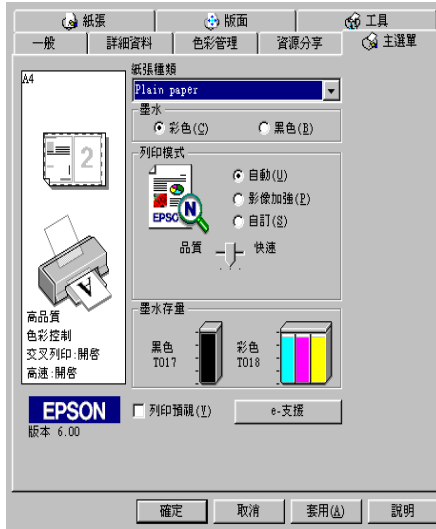 紙張
版面
工具
一般
詳細資料
色彩管理
資源分享
主選單
A4
2
高品質
色彩控制
交叉列印:開啓
高速:開啓
EPSON
版本 6.00
紙張種類
Plain paper
墨水
彩色(C)
黑色(B)
列印模式
EPSO
N
自動(U)
影像加強(P)
自訂(S)
品質
快速
墨水存量
黑色
T017
彩色
T018
列印預視(V)
e-支援
確定
取消
套用(A)
說明